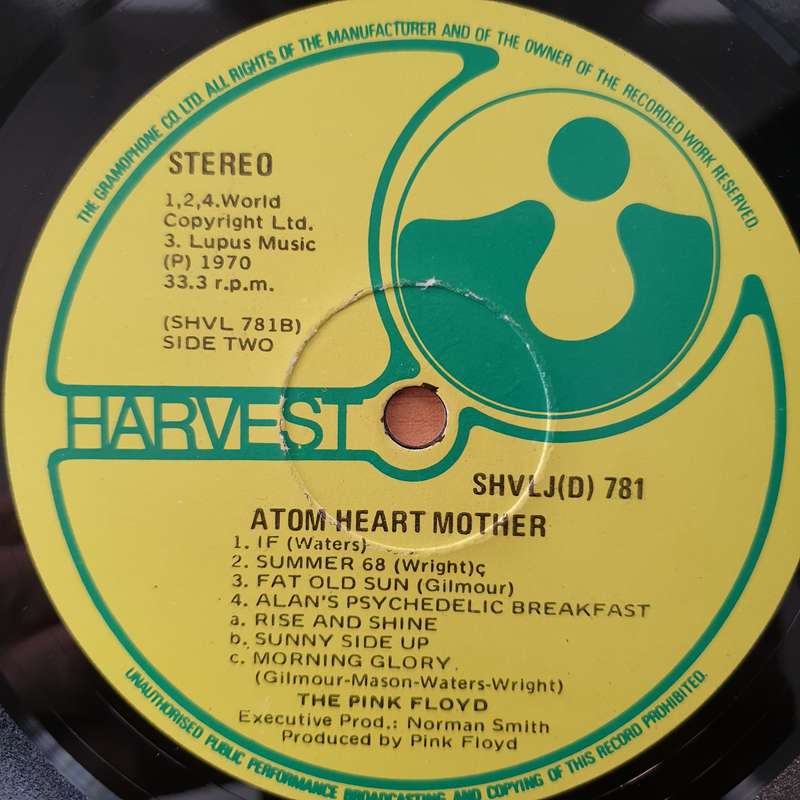 THE GRAMOPHONE CO. LTD. ALL RIGHTS OF THE MANUFACTURER AND OF THE OWNER OF THE RECORDED WORK RESERVED.
STEREO
1,2,4.World
Copyright Ltd.
3. Lupus Music
(P) 1970
33.3 r.p.m.
(SHVL 781B)
SIDE TWO
HARVEST
SHVLJ(D) 781
ATOM HEART MOTHER
1. IF (Waters)
2. SUMMER 68 (Wright)ç
3. FAT OLD SUN (Gilmour)
4. ALAN'S PSYCHEDELIC BREAKFAST
a. RISE AND SHINE
b. SUNNY SIDE UP
c. MORNING GLORY.
(Gilmour-Mason-Waters-Wright)
THE PINK FLOYD
Executive Prod.: Norman Smith
Produced by Pink Floyd
UNAUTHORISED PUBLIC PERFORMANCE BROADCASTING AND COPYING OF THIS RECORD PROHIBITED.